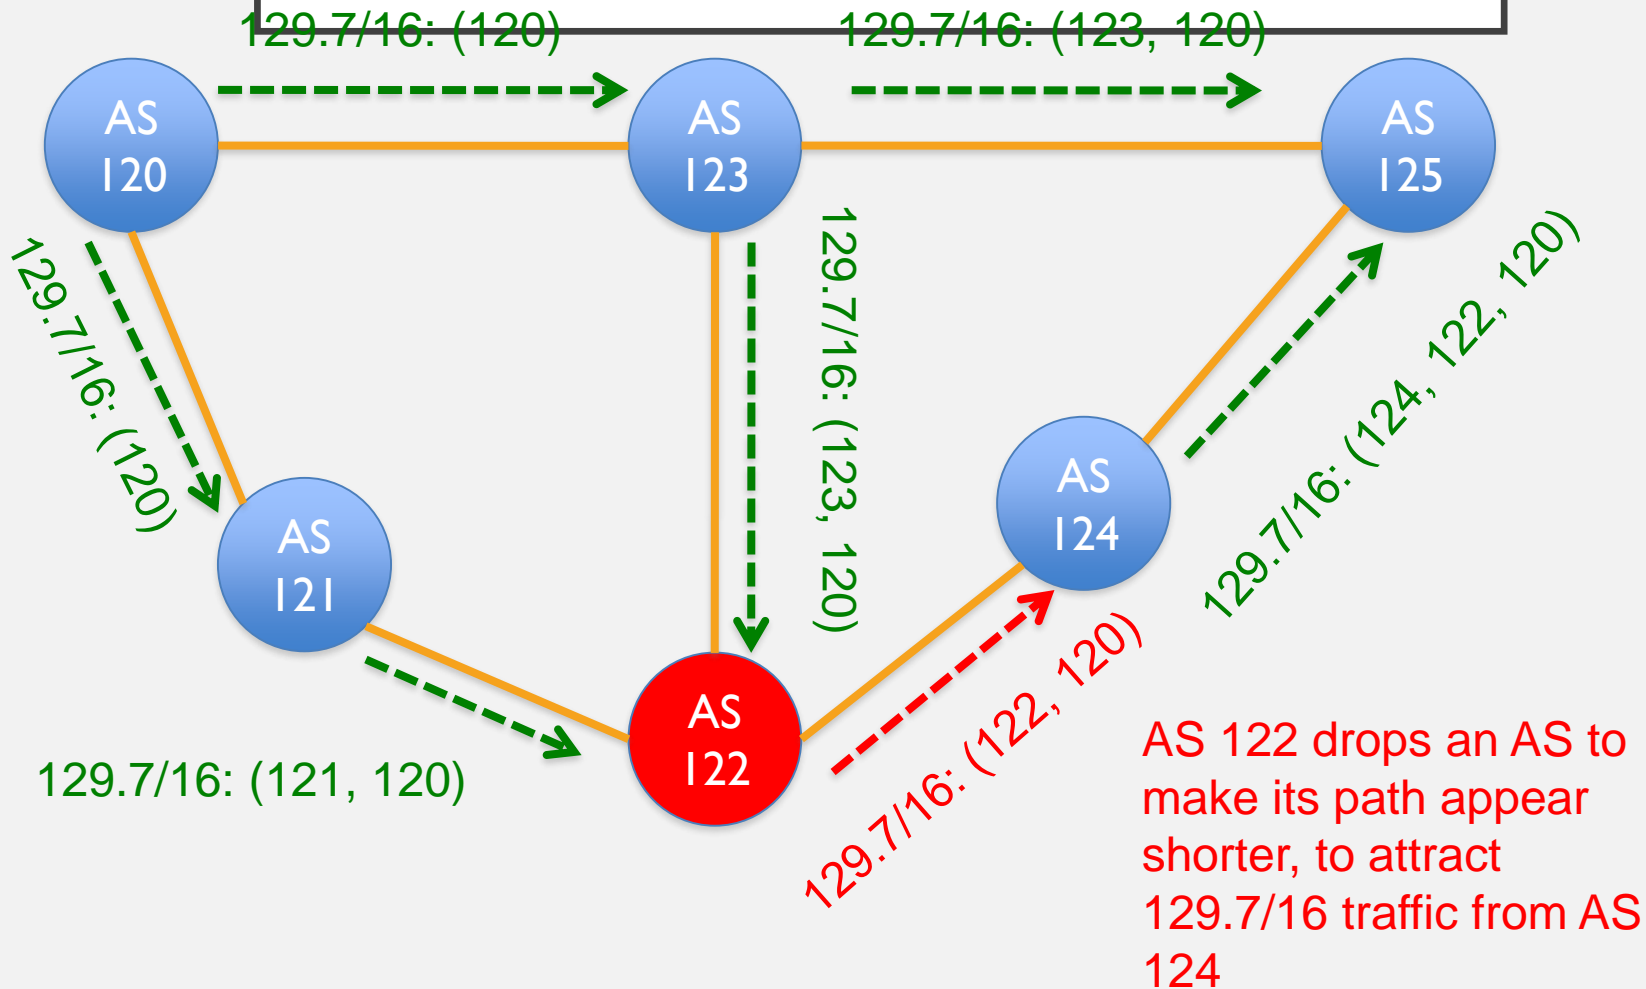 129.7/16: (120)
129.7/16: (123, 120)
AS
120
AS
123
AS
125
129.7/16: (120)
129.7/16: (123, 120)
129.7/16: (124, 122, 120)
AS
121
AS
124
AS
122
129.7/16: (121, 120)
129.7/16: (122, 120)
AS 122 drops an AS to
make its path appear
shorter, to attract
129.7/16 traffic from AS
124